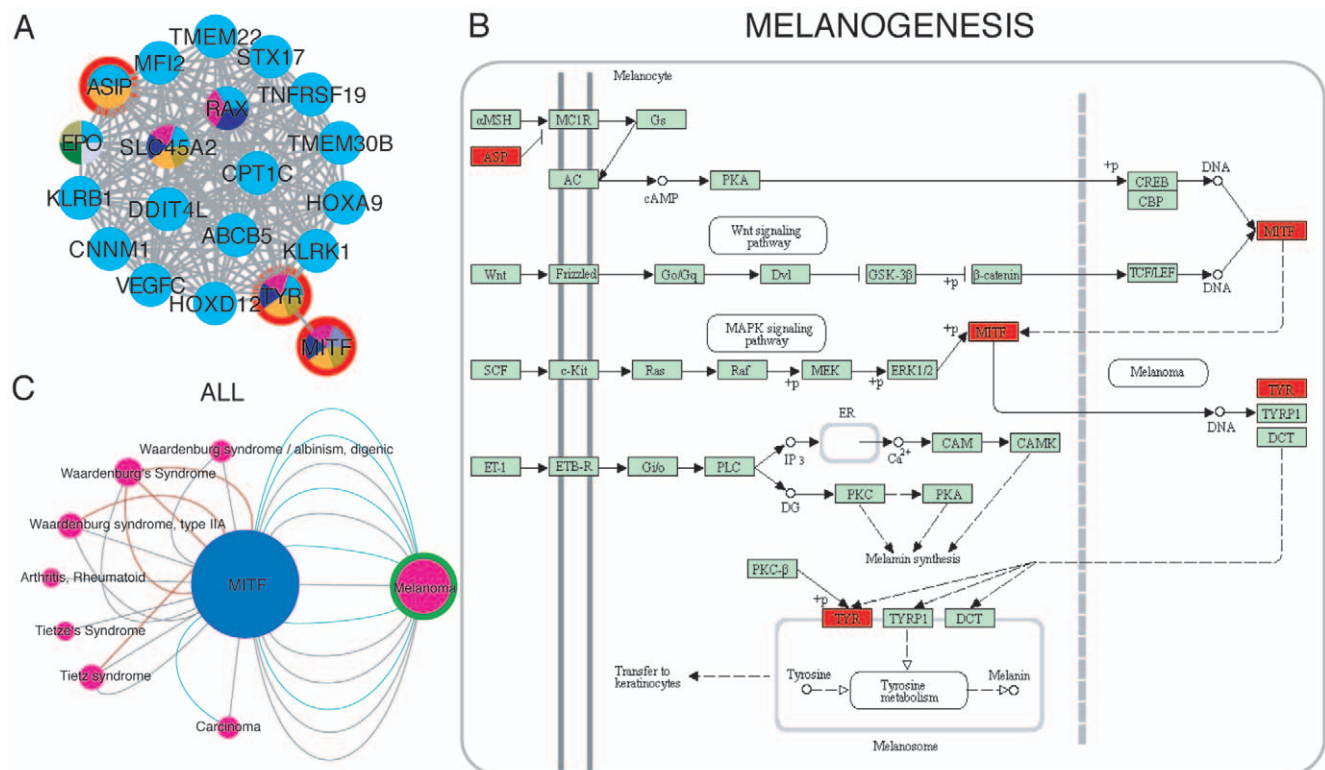 A
TMEM22
MFI2
STX17
ASIP
TNFRSF19
RAX
EPO
SLC45A2
TMEM30B
CPT1C
KLRB1
DDIT4L
HOXA9
ABCB5
CNNM1
KLRK1
VEGFC
HOXD12
TYR
MITF
B
MELANOGENESIS
Melanocyte
αMSH
MC1R
Gs
ASP
AC
cAMP
PKA
+p
CREB
CBP
DNA
MITF
Wnt signaling
pathway
Wnt
Frizzled
Go/Gq
Dvl
GSK-3β
+p
β-catenin
TCF/LEF
DNA
MAPK signaling
pathway
+p
MITF
SCF
c-Kit
Ras
Raf
+p
MEK
+p
ERK1/2
Melanoma
TYR
DNA
TYRP1
DCT
ER
IP3
Ca2+
CAM
CAMK
ET-1
ETB-R
Gi/o
PLC
DG
PKC
PKA
Melamin synthesis
PKC-β
+p
TYR
TYRP1
DCT
Transfer to
keratinocytes
Tyrosine
Tyrosine
metabolism
Melanin
Melanosome
C
ALL
Waardenburg syndrome / albinism, digenic
Waardenburg's Syndrome
Waardenburg syndrome, type IIA
Arthritis, Rheumatoid
MITF
Melanoma
Tietze's Syndrome
Tietz syndrome
Carcinoma